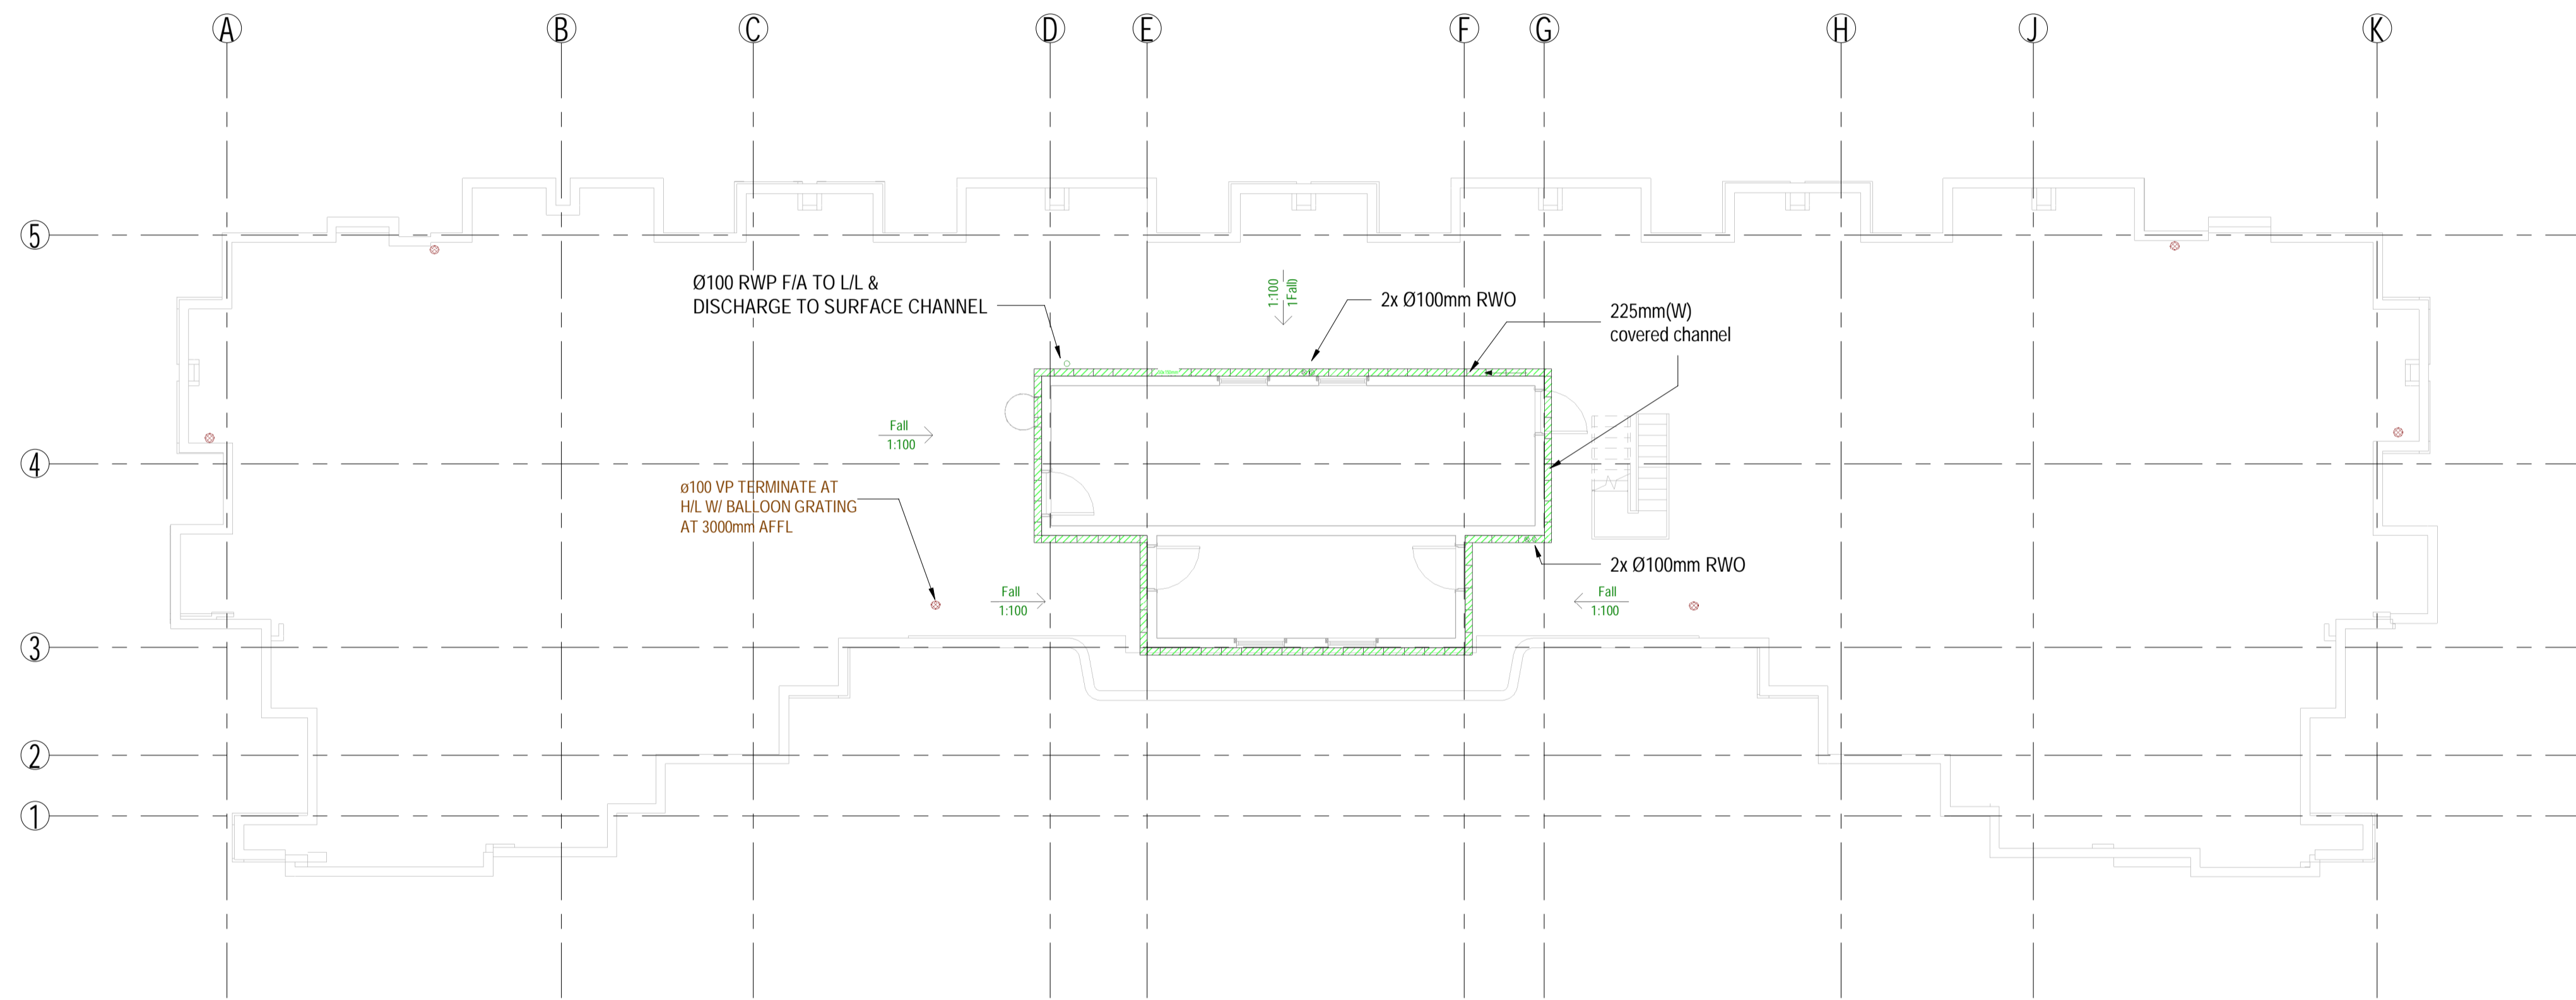 A
B
C
D
E
F
G
H
J
K
5
4
3
2
1
Ø100 RWP F/A TO L/L &
DISCHARGE TO SURFACE CHANNEL
1:100
1Fall)
2x Ø100mm RWO
225mm(W)
covered channel
Fall
1:100
ø100 VP TERMINATE AT
H/L W/ BALLOON GRATING
AT 3000mm AFFL
Fall
1:100
Fall
1:100
2x Ø100mm RWO